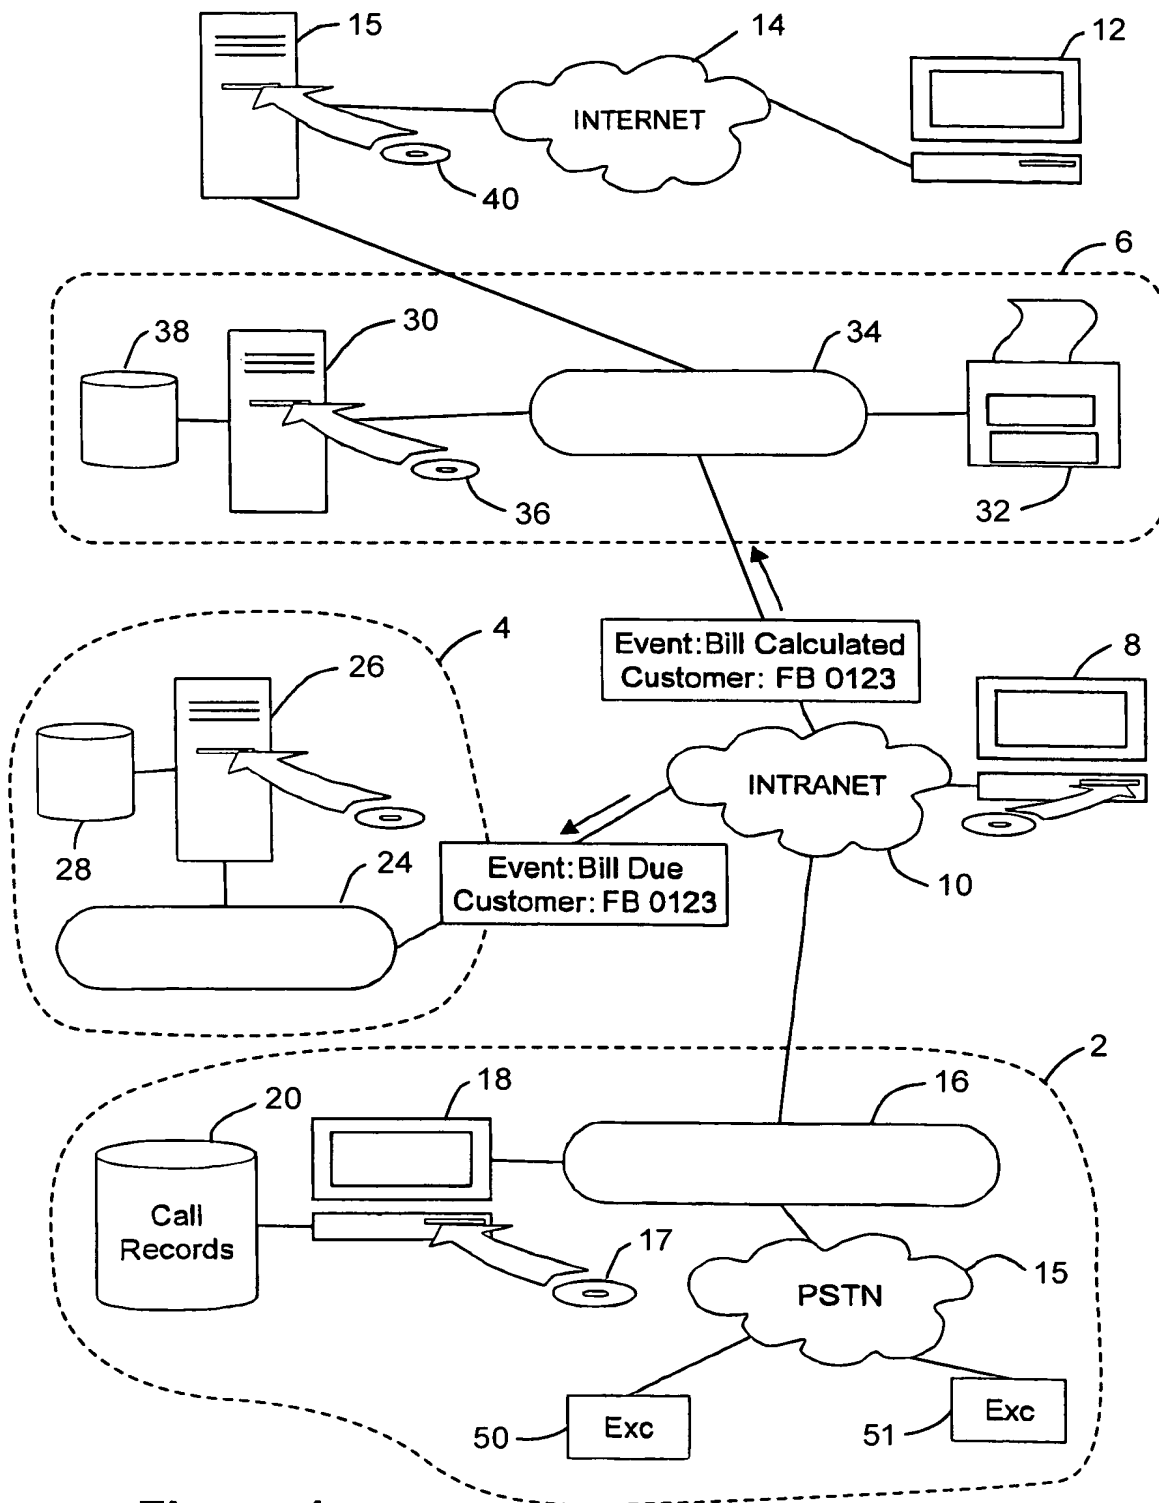 15
14
12
INTERNET
40
6
38
30
34
36
32
4
Event:Bill Calculated
Customer: FB 0123
8
26
INTRANET
28
24
Event:Bill Due
Customer: FB 0123
10
2
20
18
16
Call
Records
17
15
PSTN
50
Exc
51
Exc